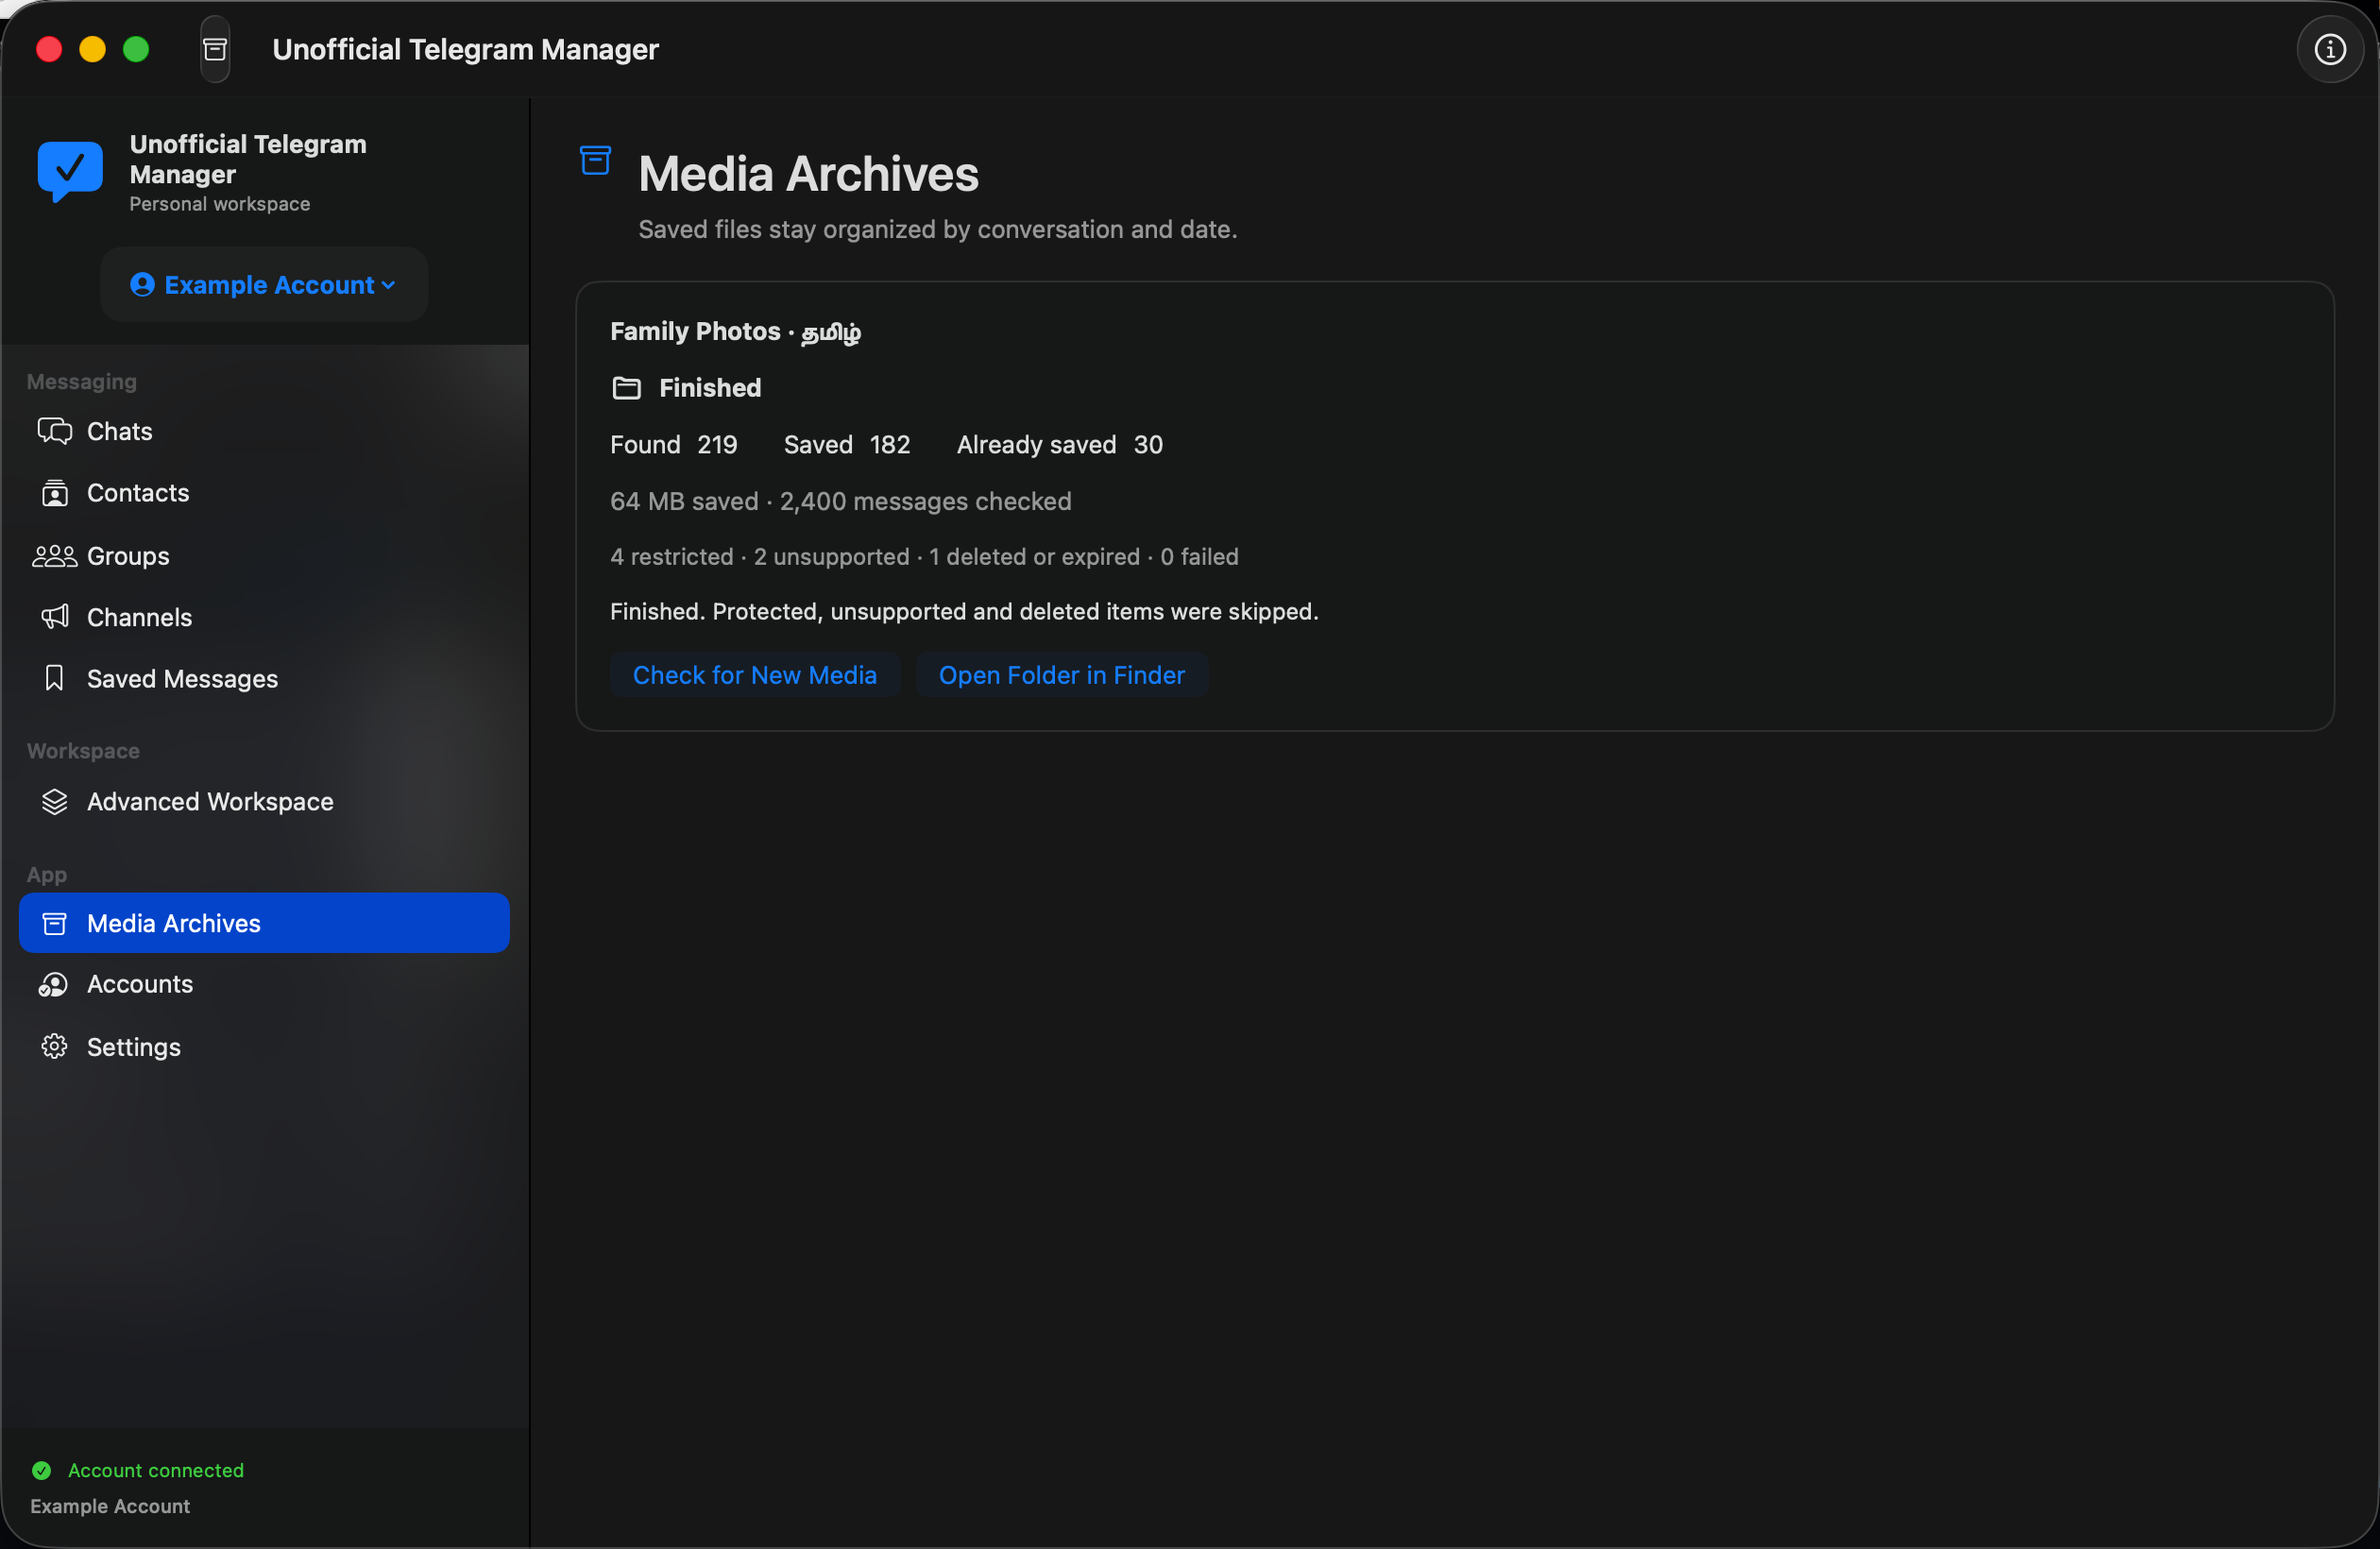 Unofficial Telegram Manager
Unofficial Telegram
Manager
Personal workspace
Example Account
Messaging
Chats
Contacts
Groups
Channels
Saved Messages
Workspace
Advanced Workspace
App
Media Archives
Accounts
Settings
Account connected
Example Account
Media Archives
Saved files stay organized by conversation and date.
Family Photos · தமிழ்
Finished
Found 219 Saved 182 Already saved 30
64 MB saved · 2,400 messages checked
4 restricted · 2 unsupported · 1 deleted or expired · 0 failed
Finished. Protected, unsupported and deleted items were skipped.
Check for New Media Open Folder in Finder